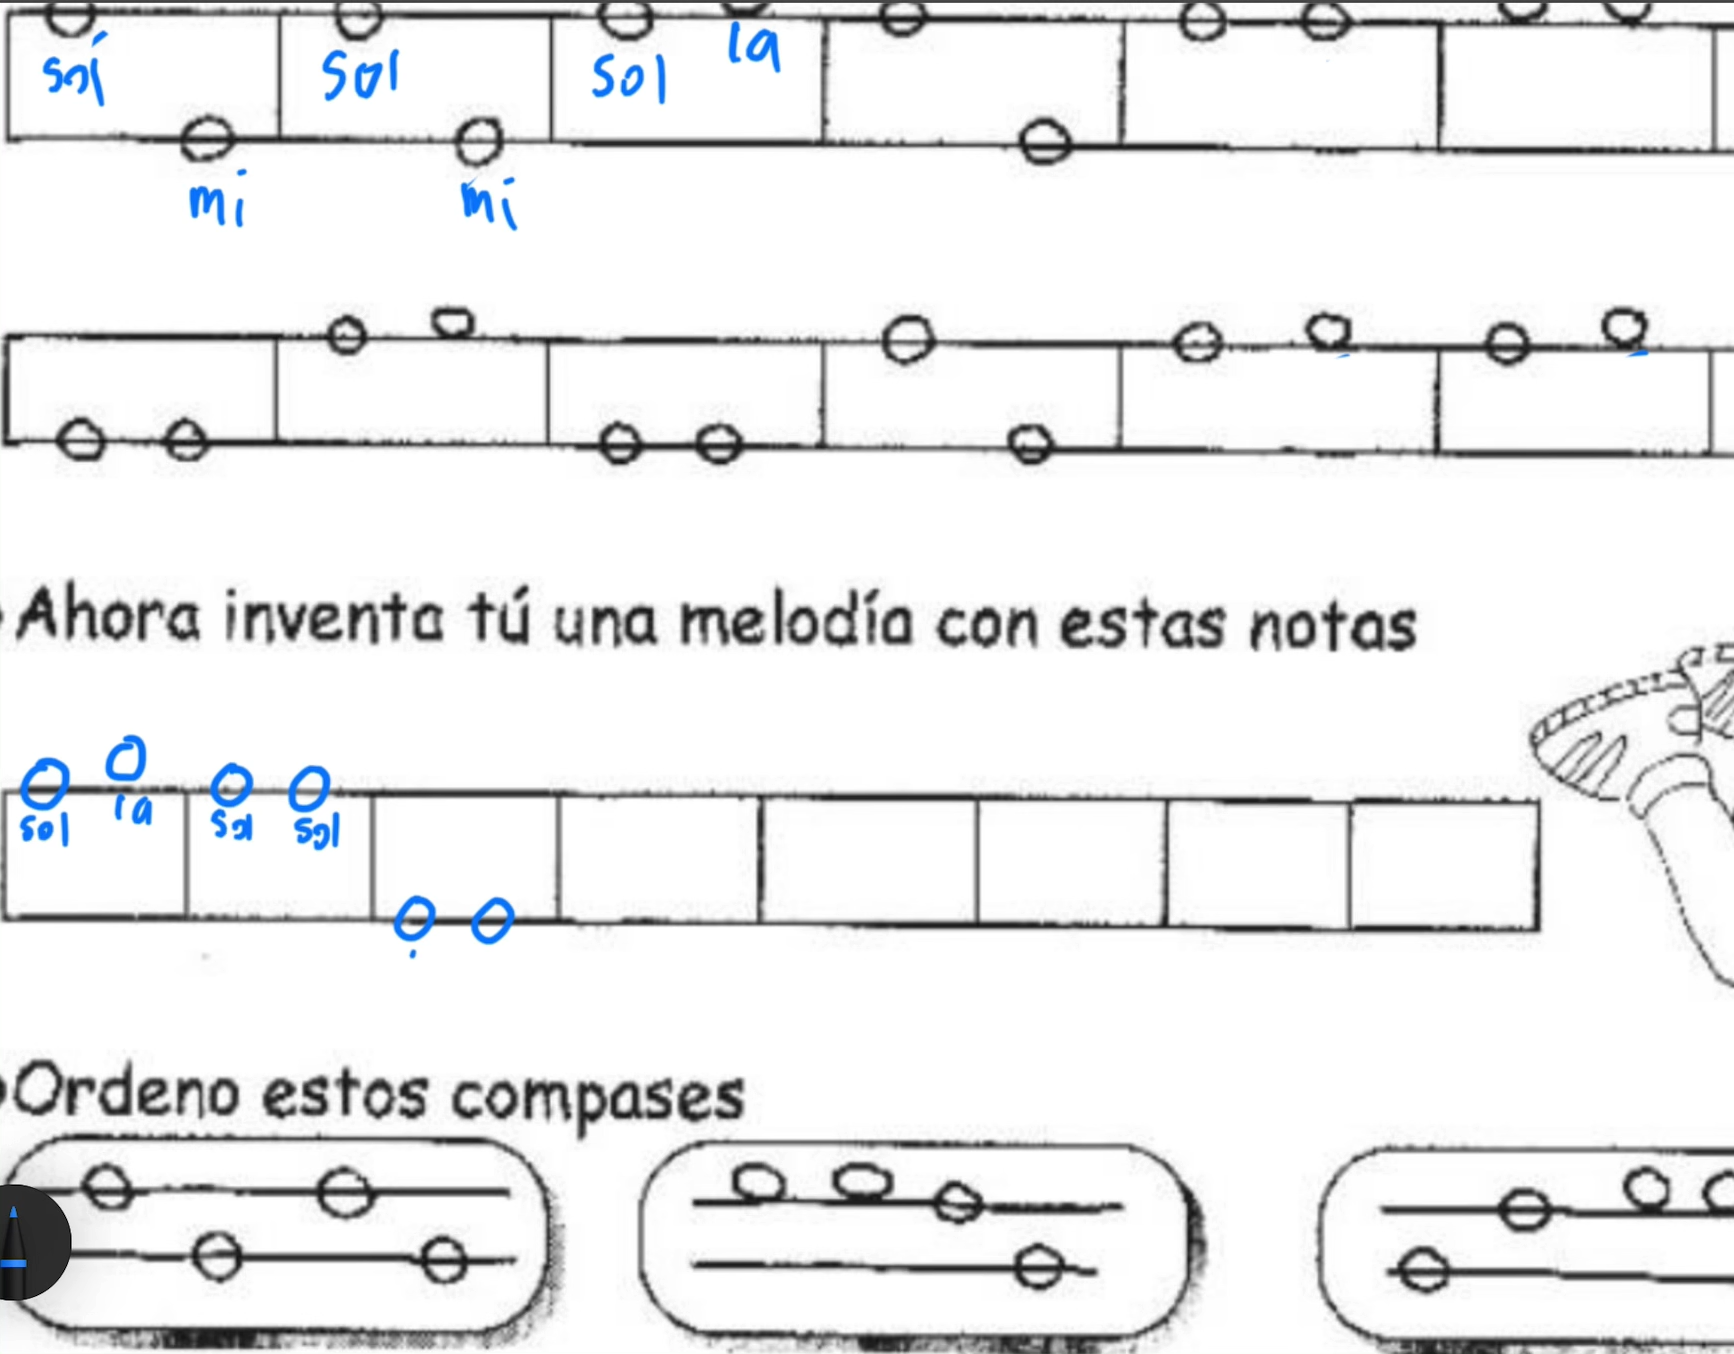 sol sol sol la
mi mi
Ahora inventa tú una melodía con estas notas
sol la sol sol
Ordeno estos compases